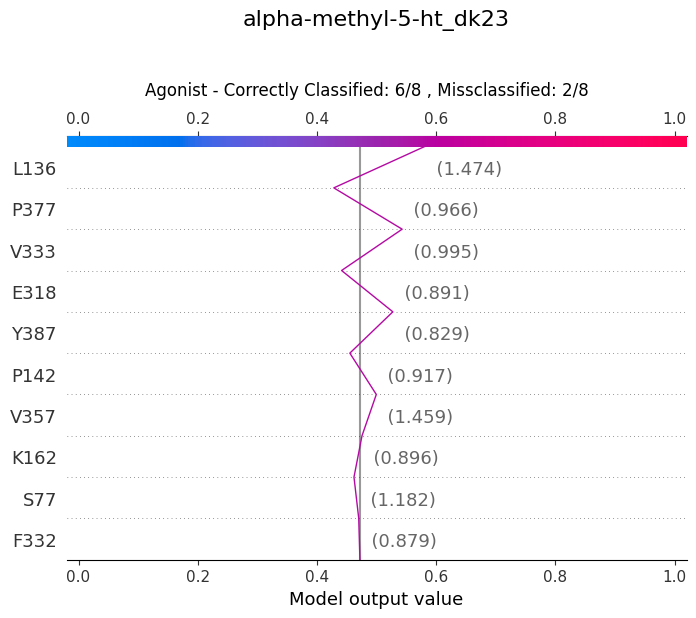 alpha-methyl-5-ht_dk23
Agonist - Correctly Classified: 6/8 , Missclassified: 2/8
0.0 0.2 0.4 0.6 0.8 1.0
L136 (1.474)
P377 (0.966)
V333 (0.995)
E318 (0.891)
Y387 (0.829)
P142 (0.917)
V357 (1.459)
K162 (0.896)
S77 (1.182)
F332 (0.879)
0.0 0.2 0.4 0.6 0.8 1.0
Model output value